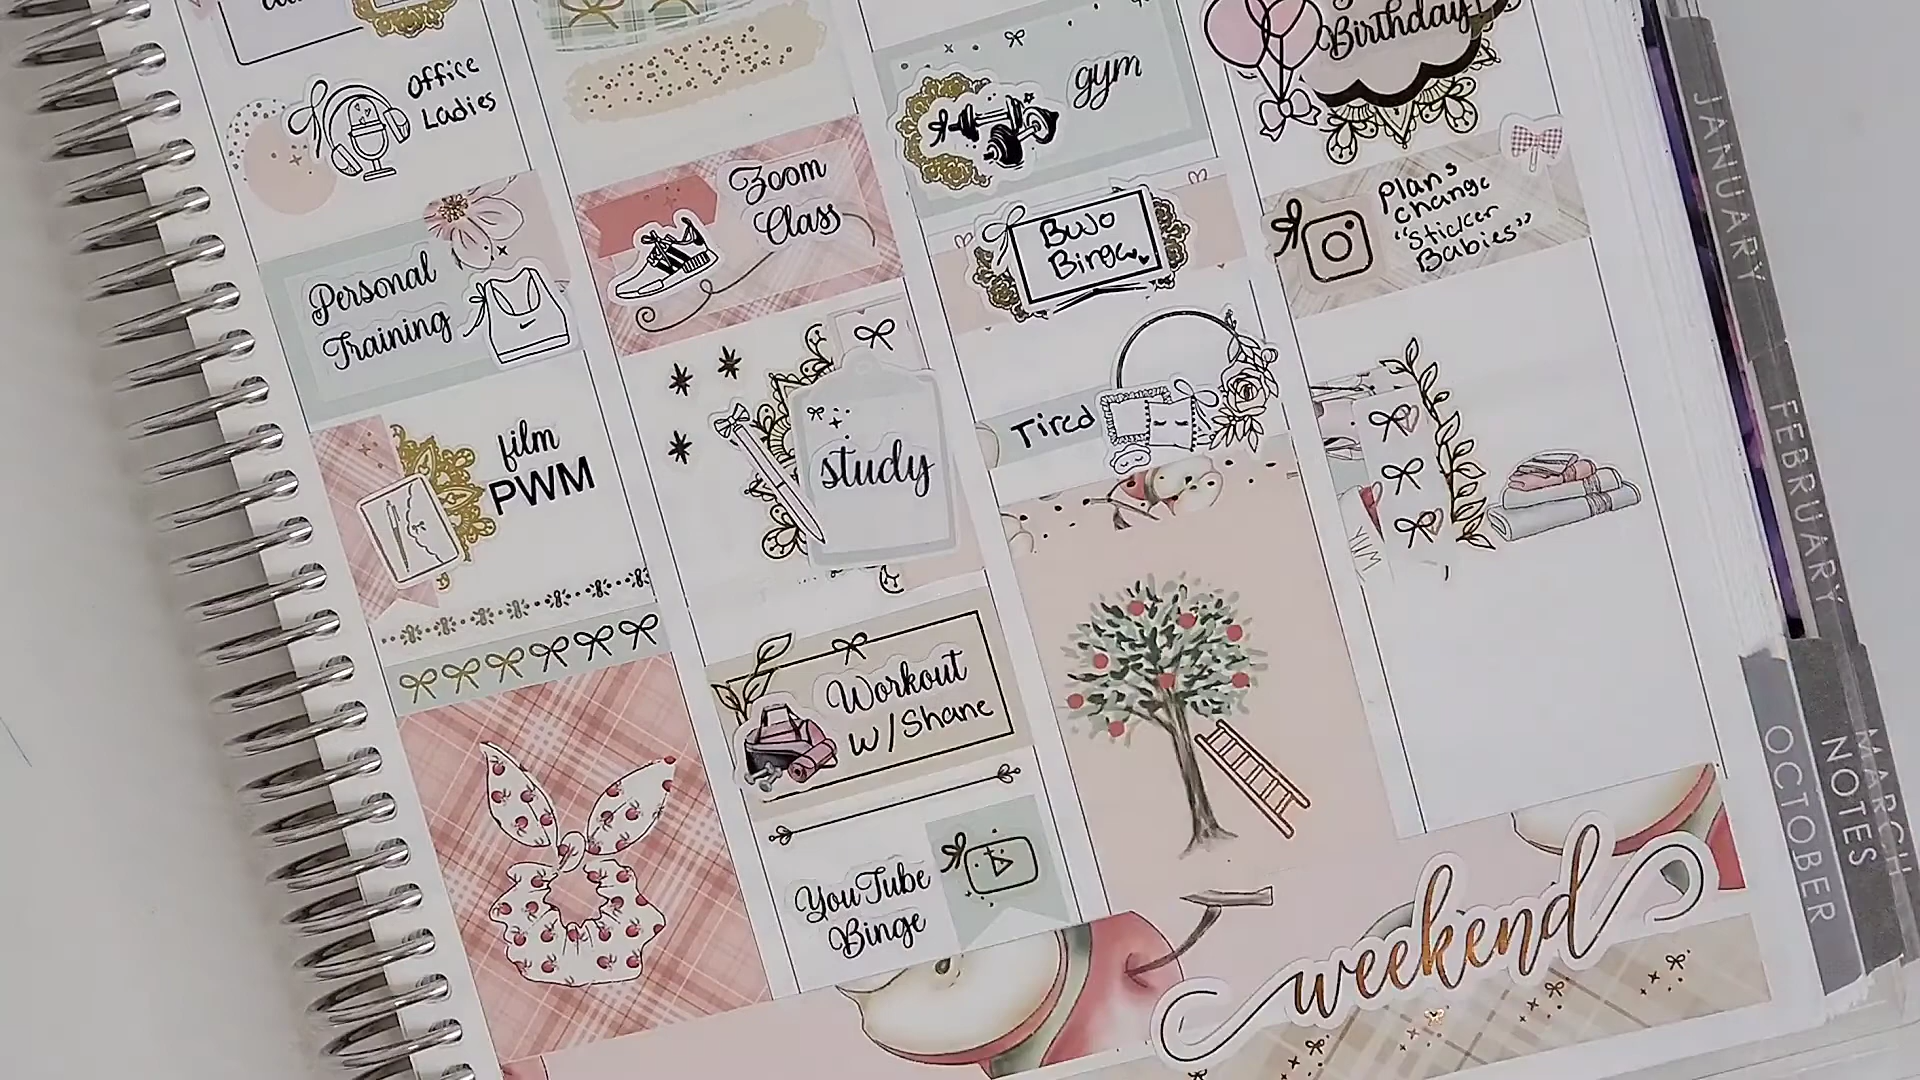 Office
Ladies
Personal
Training
film
PWM
Zoom
Class
study
Workout
w/Shane
YouTube
Binge
gym
BuJo
Binge
Tired
Birthday!
Plans
change
"Sticker
Babies"
weekend
JANUARY
FEBRUARY
MARCH
NOTES
OCTOBER